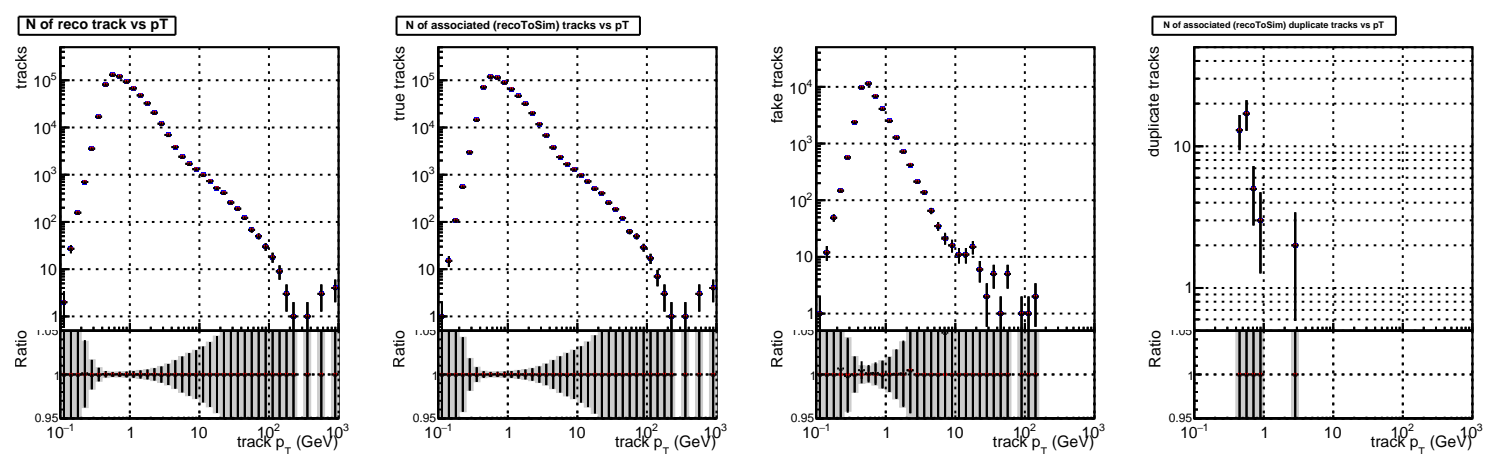 N of reco track vs pT
tracks
10^5
10^4
10^3
10^2
10
1
Ratio
1.05
1
0.95
10^-1 1 10 10^2 10^3
track p_T (GeV)
N of associated (recoToSim) tracks vs pT
true tracks
10^5
10^4
10^3
10^2
10
1
Ratio
1.05
1
0.95
10^-1 1 10 10^2 10^3
track p_T (GeV)
fake tracks
10^4
10^3
10^2
10
1
Ratio
1.05
1
0.95
10^-1 1 10 10^2 10^3
track p_T (GeV)
N of associated (recoToSim) duplicate tracks vs pT
duplicate tracks
10
1
Ratio
1.05
1
0.95
10^-1 1 10 10^2 10^3
track p_T (GeV)